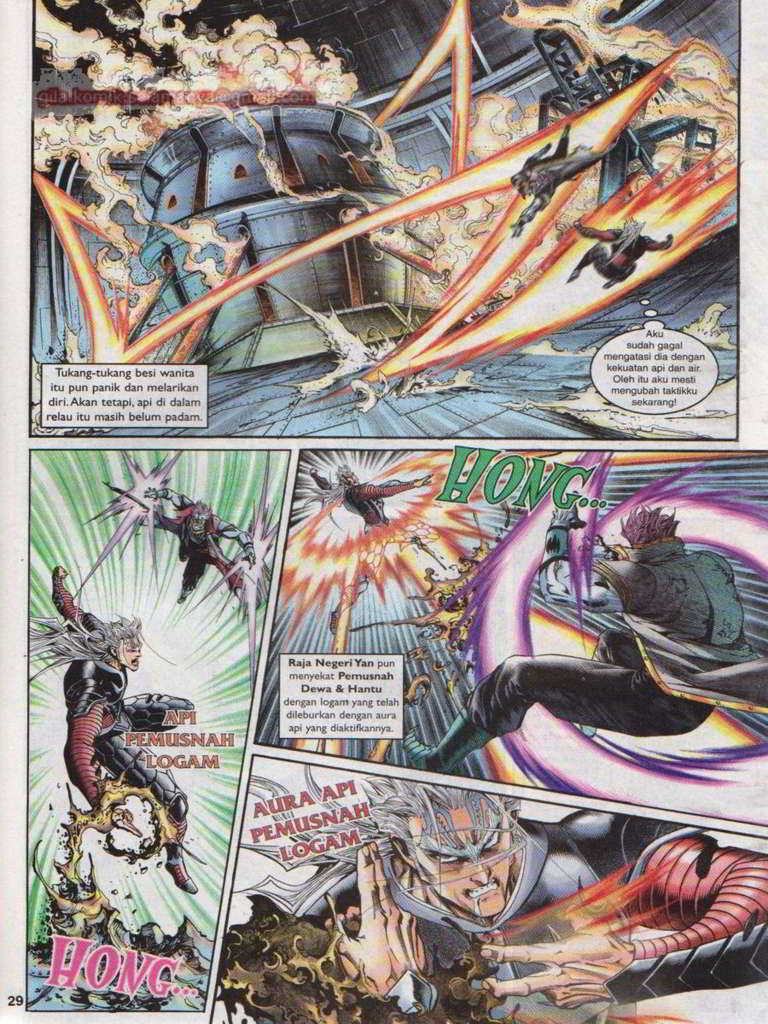 Tukang-tukang besi wanita
itu pun panik dan melarikan
diri. Akan tetapi, api di dalam
relau itu masih belum padam.
Aku
sudah gagal
mengatasi dia dengan
kekuatan api dan air.
Oleh itu aku mesti
mengubah taktikku
sekarang!
API
PEMUSNAH
LOGAM
HONG...
HONG...
Raja Negeri Yan pun
menyekat Pemusnah
Dewa & Hantu
dengan logam yang telah
dileburkan dengan aura
api yang diaktifkannya.
AURA API
PEMUSNAH
LOGAM
29